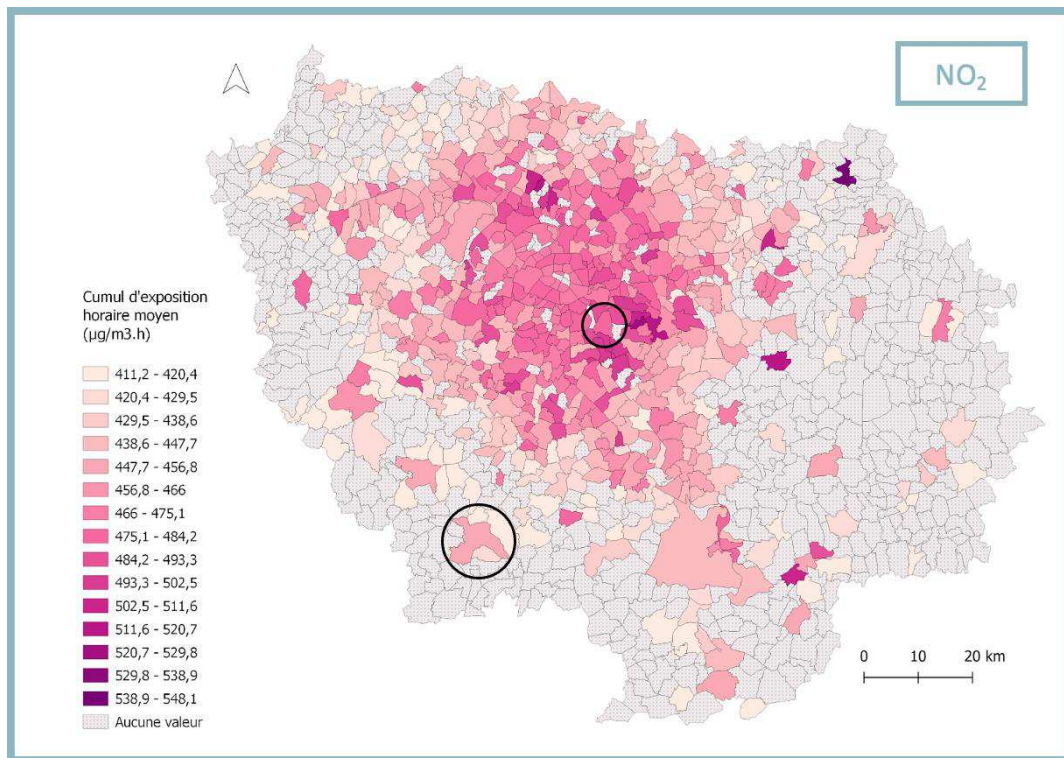 NO₂
Cumul d'exposition
horaire moyen
(µg/m3.h)
411,2 - 420,4
420,4 - 429,5
429,5 - 438,6
438,6 - 447,7
447,7 - 456,8
456,8 - 466
466 - 475,1
475,1 - 484,2
484,2 - 493,3
493,3 - 502,5
502,5 - 511,6
511,6 - 520,7
520,7 - 529,8
529,8 - 538,9
538,9 - 548,1
Aucune valeur
0 10 20 km